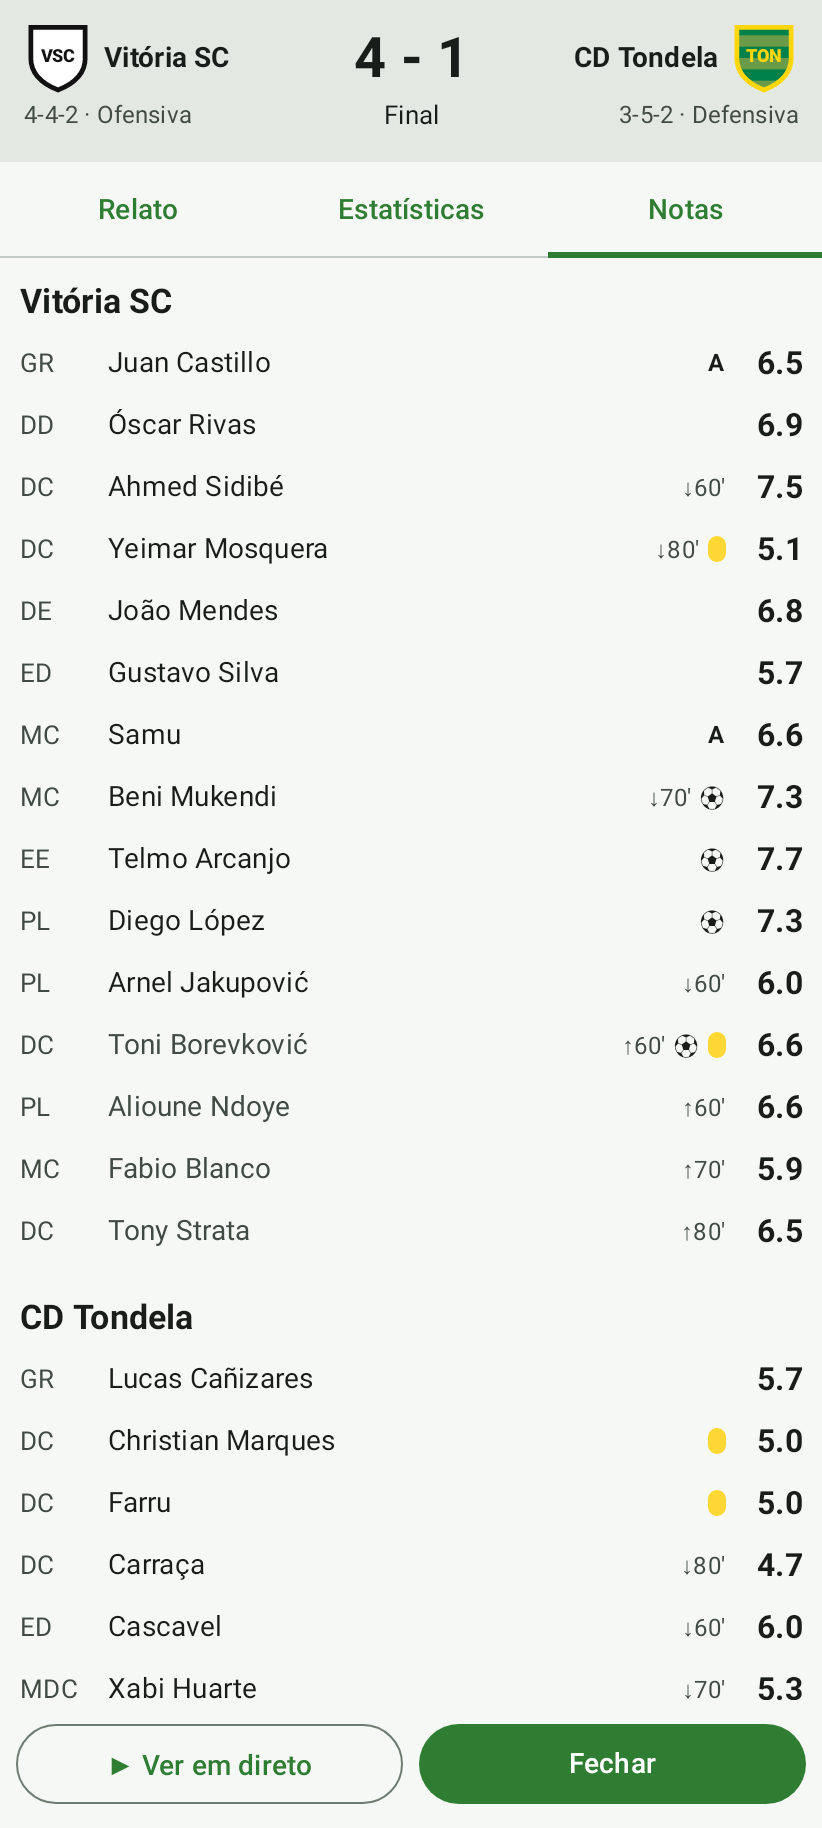 VSC Vitória SC 4 - 1 CD Tondela TON
4-4-2 · Ofensiva Final 3-5-2 · Defensiva
Relato Estatísticas Notas
Vitória SC
GR Juan Castillo A 6.5
DD Óscar Rivas 6.9
DC Ahmed Sidibé ↓60' 7.5
DC Yeimar Mosquera ↓80' 5.1
DE João Mendes 6.8
ED Gustavo Silva 5.7
MC Samu A 6.6
MC Beni Mukendi ↓70' 7.3
EE Telmo Arcanjo 7.7
PL Diego López 7.3
PL Arnel Jakupović ↓60' 6.0
DC Toni Borevković ↑60' 6.6
PL Alioune Ndoye ↑60' 6.6
MC Fabio Blanco ↑70' 5.9
DC Tony Strata ↑80' 6.5
CD Tondela
GR Lucas Cañizares 5.7
DC Christian Marques 5.0
DC Farru 5.0
DC Carraça ↓80' 4.7
ED Cascavel ↓60' 6.0
MDC Xabi Huarte ↓70' 5.3
► Ver em direto Fechar